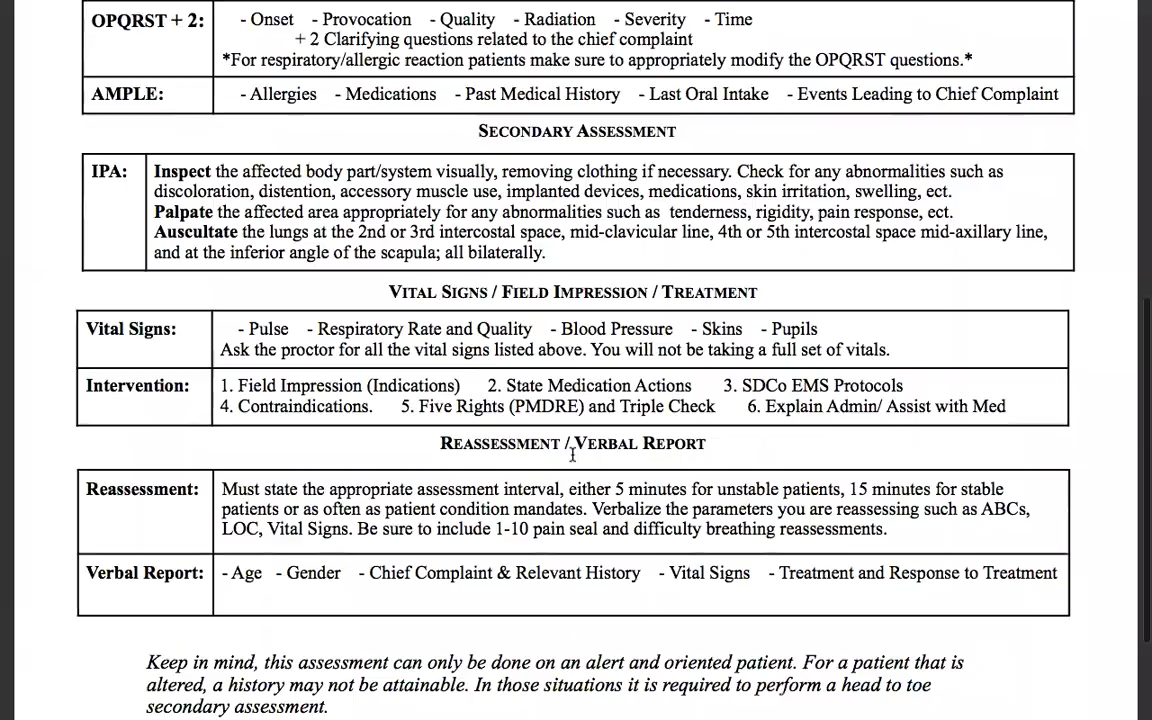 OPQRST + 2: - Onset - Provocation - Quality - Radiation - Severity - Time
+ 2 Clarifying questions related to the chief complaint
*For respiratory/allergic reaction patients make sure to appropriately modify the OPQRST questions.*
AMPLE: - Allergies - Medications - Past Medical History - Last Oral Intake - Events Leading to Chief Complaint
SECONDARY ASSESSMENT
IPA: Inspect the affected body part/system visually, removing clothing if necessary. Check for any abnormalities such as
discoloration, distention, accessory muscle use, implanted devices, medications, skin irritation, swelling, ect.
Palpate the affected area appropriately for any abnormalities such as tenderness, rigidity, pain response, ect.
Auscultate the lungs at the 2nd or 3rd intercostal space, mid-clavicular line, 4th or 5th intercostal space mid-axillary line,
and at the inferior angle of the scapula; all bilaterally.
VITAL SIGNS / FIELD IMPRESSION / TREATMENT
Vital Signs: - Pulse - Respiratory Rate and Quality - Blood Pressure - Skins - Pupils
Ask the proctor for all the vital signs listed above. You will not be taking a full set of vitals.
Intervention: 1. Field Impression (Indications) 2. State Medication Actions 3. SDCo EMS Protocols
4. Contraindications. 5. Five Rights (PMDRE) and Triple Check 6. Explain Admin/ Assist with Med
REASSESSMENT / VERBAL REPORT
Reassessment: Must state the appropriate assessment interval, either 5 minutes for unstable patients, 15 minutes for stable
patients or as often as patient condition mandates. Verbalize the parameters you are reassessing such as ABCs,
LOC, Vital Signs. Be sure to include 1-10 pain seal and difficulty breathing reassessments.
Verbal Report: - Age - Gender - Chief Complaint & Relevant History - Vital Signs - Treatment and Response to Treatment
Keep in mind, this assessment can only be done on an alert and oriented patient. For a patient that is
altered, a history may not be attainable. In those situations it is required to perform a head to toe
secondary assessment.